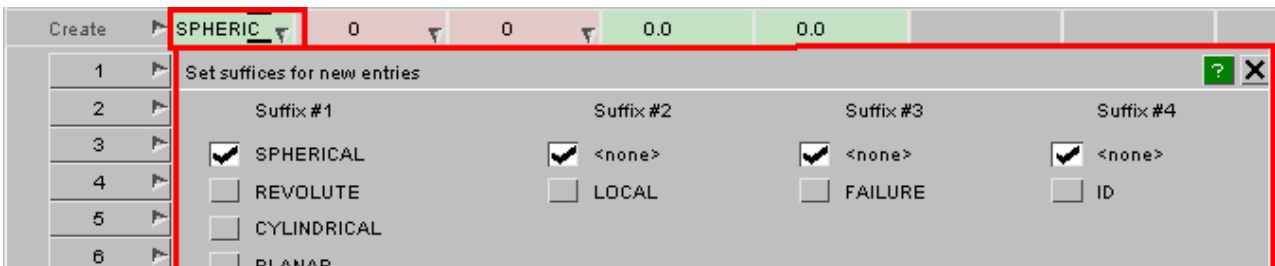 Create SPHERIC_ 0 0 0.0 0.0
1 Set suffices for new entries ? X
2 Suffix #1 Suffix #2 Suffix #3 Suffix #4
3 SPHERICAL <none> <none> <none>
4 REVOLUTE LOCAL FAILURE ID
5 CYLINDRICAL
6 PLANAR